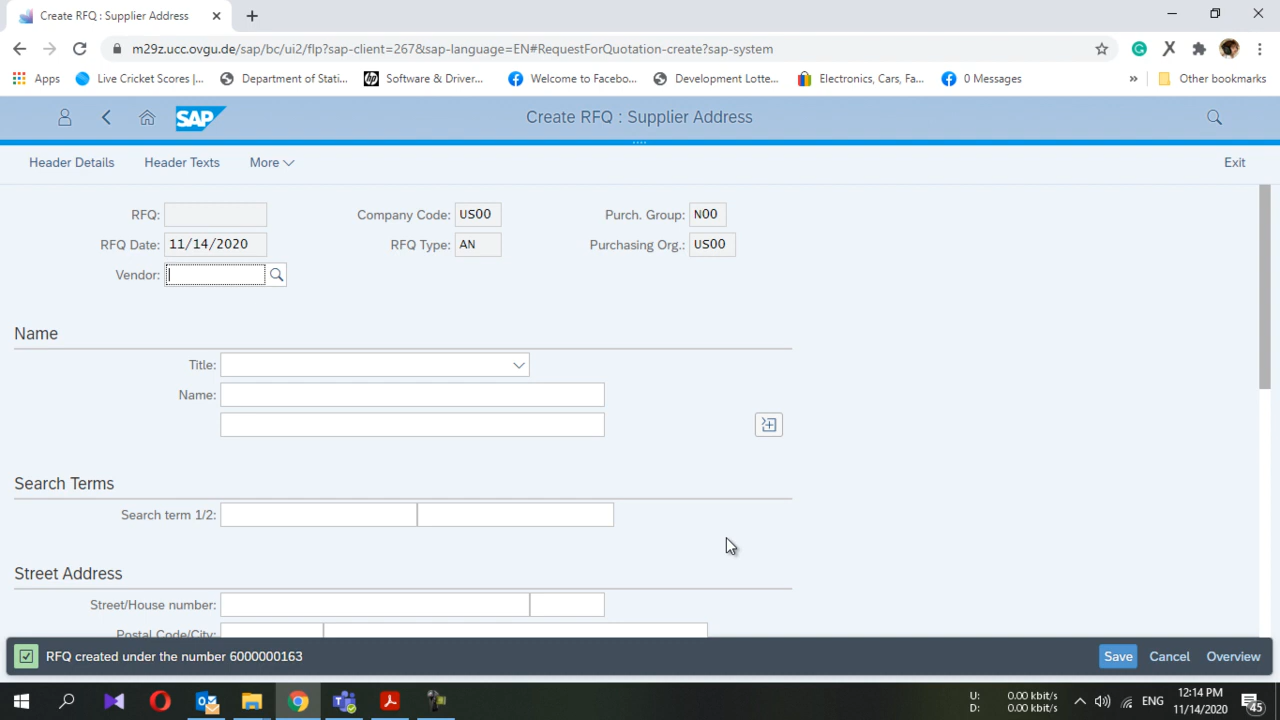 Create RFQ : Supplier Address
m29z.ucc.ovgu.de/sap/bc/ui2/flp?sap-client=267&sap-language=EN#RequestForQuotation-create?sap-system
Apps Live Cricket Scores |... Department of Stati... Software & Driver... Welcome to Facebo... Development Lotte... Electronics, Cars, Fa... 0 Messages » Other bookmarks
SAP Create RFQ : Supplier Address
Header Details Header Texts More Exit
RFQ: Company Code: US00 Purch. Group: N00
RFQ Date: 11/14/2020 RFQ Type: AN Purchasing Org.: US00
Vendor:
Name
Title:
Name:
Search Terms
Search term 1/2:
Street Address
Street/House number:
Postal Code/City:
RFQ created under the number 6000000163 Save Cancel Overview
U: 0.00 kbit/s
D: 0.00 kbit/s
ENG
12:14 PM
11/14/2020
45